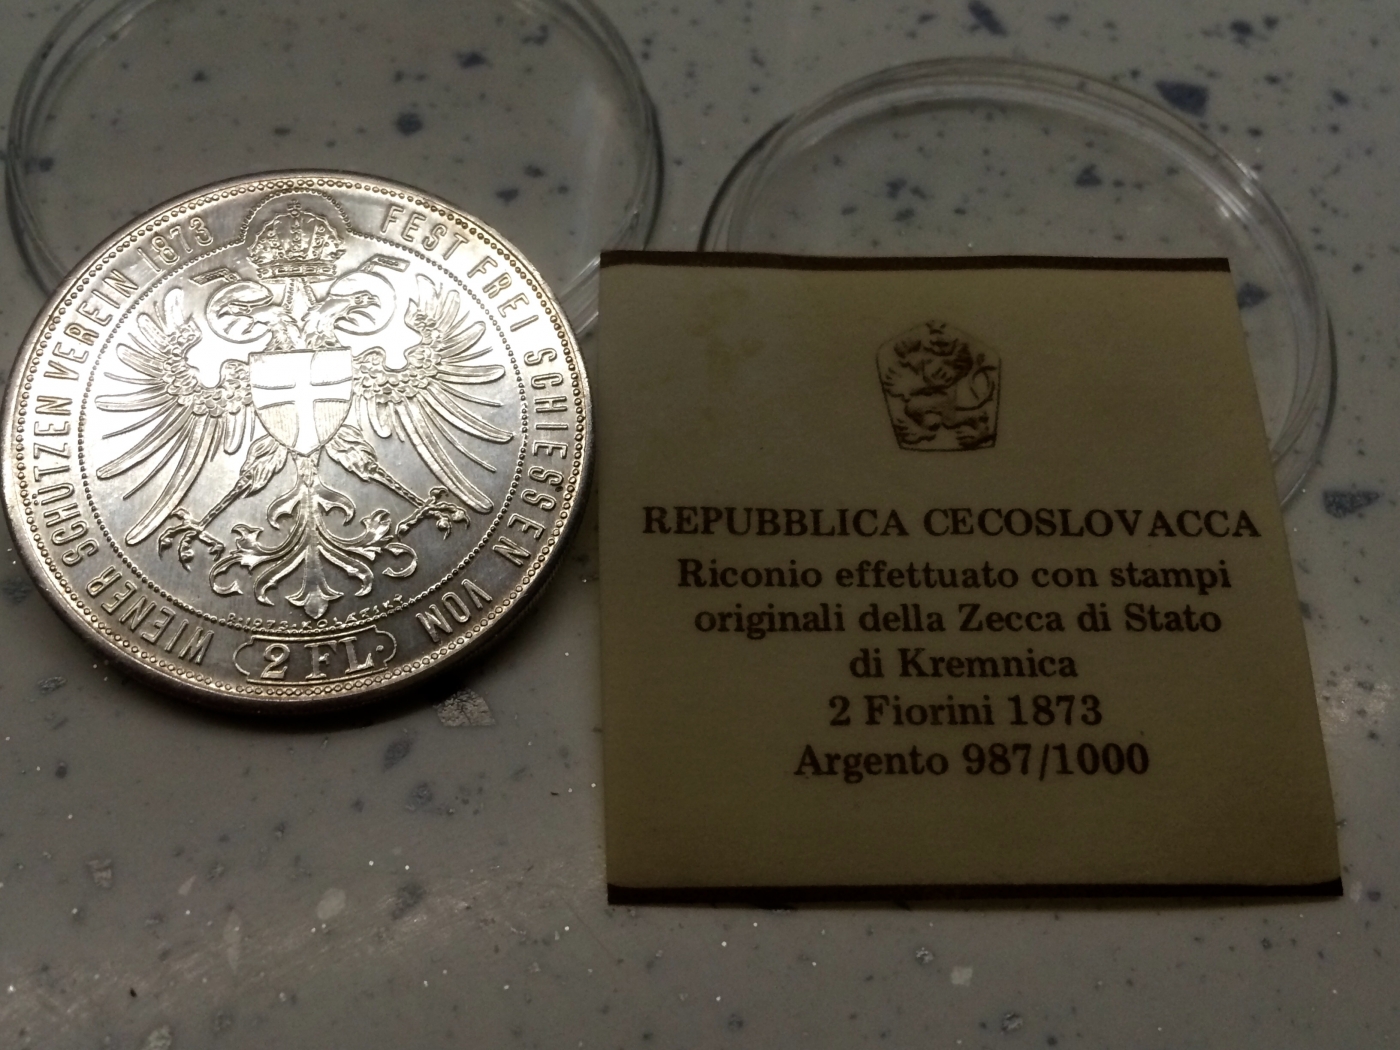 WIENER SCHÜTZEN VEREIN 1873 FEST FREI SCHIESSEN VON
2 FL
REPUBBLICA CECOSLOVACCA
Riconio effettuato con stampi
originali della Zecca di Stato
di Kremnica
2 Fiorini 1873
Argento 987/1000